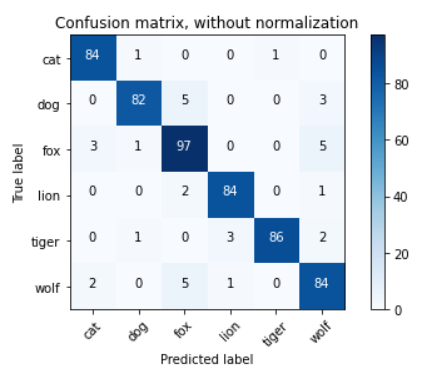 Confusion matrix, without normalization
True label
cat 84 1 0 0 1 0
dog 0 82 5 0 0 3
fox 3 1 97 0 0 5
lion 0 0 2 84 0 1
tiger 0 1 0 3 86 2
wolf 2 0 5 1 0 84
cat dog fox lion tiger wolf
Predicted label
80
60
40
20
0